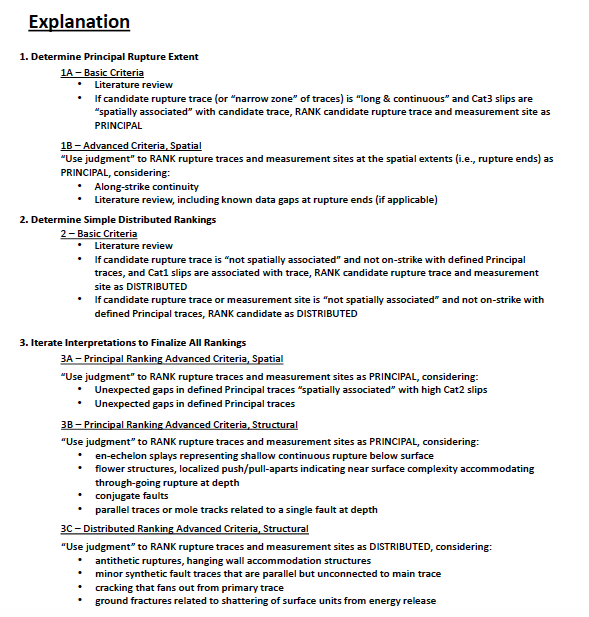 Explanation
1. Determine Principal Rupture Extent
1A – Basic Criteria
• Literature review
• If candidate rupture trace (or “narrow zone” of traces) is “long & continuous” and Cat3 slips are
“spatially associated” with candidate trace, RANK candidate rupture trace and measurement site as
PRINCIPAL
1B – Advanced Criteria, Spatial
“Use judgment” to RANK rupture traces and measurement sites at the spatial extents (i.e., rupture ends) as
PRINCIPAL, considering:
• Along-strike continuity
• Literature review, including known data gaps at rupture ends (if applicable)
2. Determine Simple Distributed Rankings
2 – Basic Criteria
• Literature review
• If candidate rupture trace is “not spatially associated” and not on-strike with defined Principal
traces, and Cat1 slips are associated with trace, RANK candidate rupture trace and measurement
site as DISTRIBUTED
• If candidate rupture trace or measurement site is “not spatially associated” and not on-strike with
defined Principal traces, RANK candidate as DISTRIBUTED
3. Iterate Interpretations to Finalize All Rankings
3A – Principal Ranking Advanced Criteria, Spatial
“Use judgment” to RANK rupture traces and measurement sites as PRINCIPAL, considering:
• Unexpected gaps in defined Principal traces “spatially associated” with high Cat2 slips
• Unexpected gaps in defined Principal traces
3B – Principal Ranking Advanced Criteria, Structural
“Use judgment” to RANK rupture traces and measurement sites as PRINCIPAL, considering:
• en-echelon splays representing shallow continuous rupture below surface
• flower structures, localized push/pull-aparts indicating near surface complexity accommodating
through-going rupture at depth
• conjugate faults
• parallel traces or mole tracks related to a single fault at depth
3C – Distributed Ranking Advanced Criteria, Structural
“Use judgment” to RANK rupture traces and measurement sites as DISTRIBUTED, considering:
• antithetic ruptures, hanging wall accommodation structures
• minor synthetic fault traces that are parallel but unconnected to main trace
• cracking that fans out from primary trace
• ground fractures related to shattering of surface units from energy release